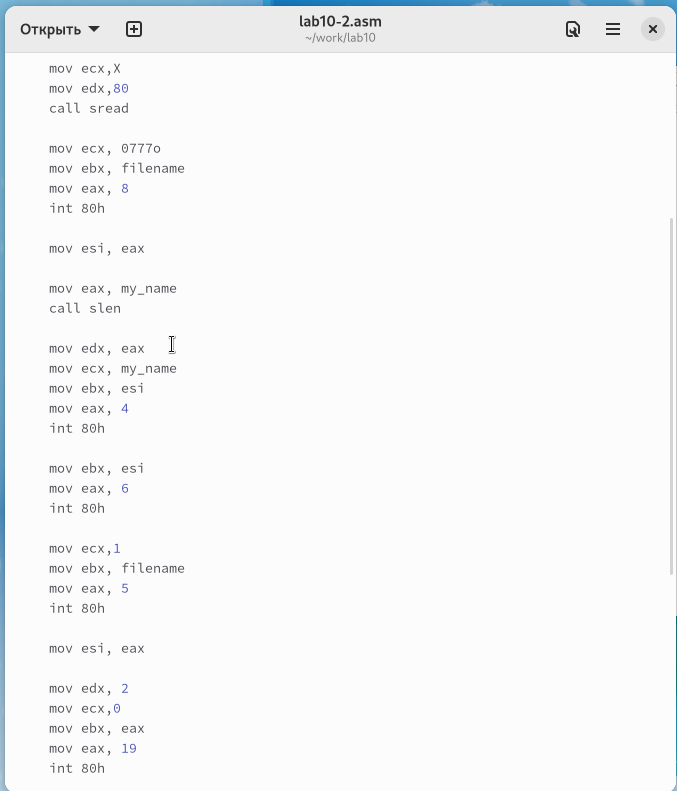 Открыть
lab10-2.asm
~/work/lab10
mov ecx,X
mov edx,80
call sread
mov ecx, 0777o
mov ebx, filename
mov eax, 8
int 80h
mov esi, eax
mov eax, my_name
call slen
mov edx, eax
mov ecx, my_name
mov ebx, esi
mov eax, 4
int 80h
mov ebx, esi
mov eax, 6
int 80h
mov ecx,1
mov ebx, filename
mov eax, 5
int 80h
mov esi, eax
mov edx, 2
mov ecx,0
mov ebx, eax
mov eax, 19
int 80h